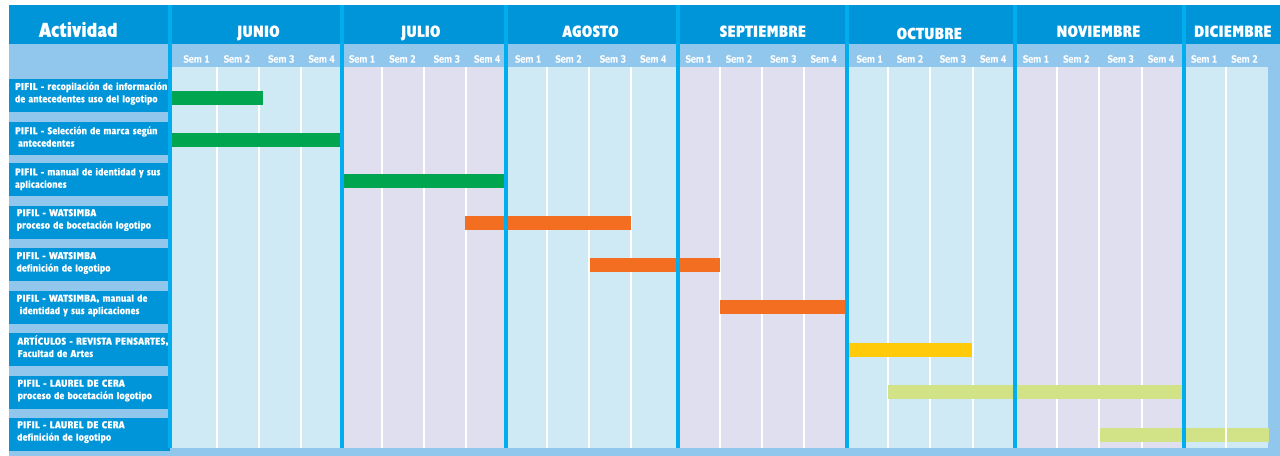 Actividad JUNIO JULIO AGOSTO SEPTIEMBRE OCTUBRE NOVIEMBRE DICIEMBRE
Sem 1 Sem 2 Sem 3 Sem 4 Sem 1 Sem 2 Sem 3 Sem 4 Sem 1 Sem 2 Sem 3 Sem 4 Sem 1 Sem 2 Sem 3 Sem 4 Sem 1 Sem 2 Sem 3 Sem 4 Sem 1 Sem 2 Sem 3 Sem 4 Sem 1 Sem 2
PIFIL - recopilación de información
de antecedentes uso del logotipo
PIFIL - Selección de marca según
antecedentes
PIFIL - manual de identidad y sus
aplicaciones
PIFIL - WATSIMBA
proceso de bocetación logotipo
PIFIL - WATSIMBA
definición de logotipo
PIFIL - WATSIMBA, manual de
identidad y sus aplicaciones
ARTÍCULOS - REVISTA PENSARTES,
Facultad de Artes
PIFIL - LAUREL DE CERA
proceso de bocetación logotipo
PIFIL - LAUREL DE CERA
definición de logotipo